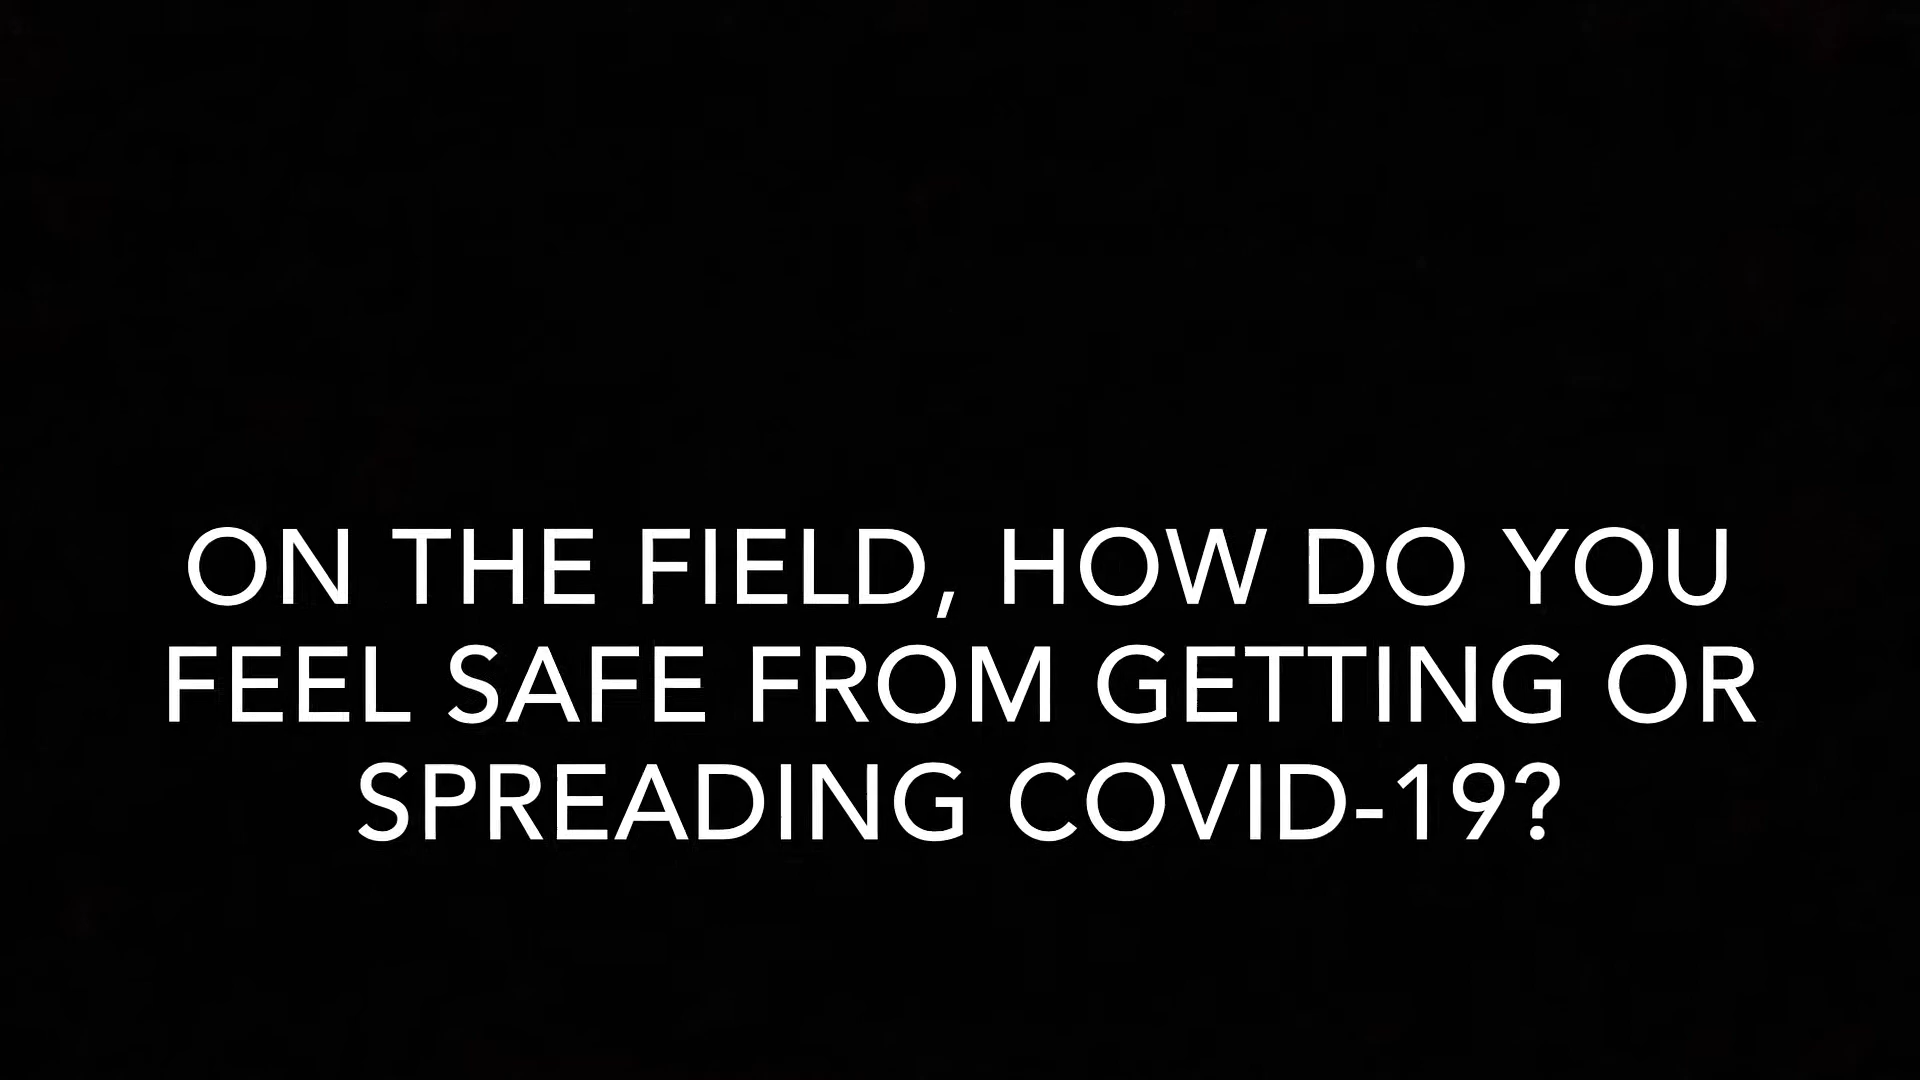 ON THE FIELD, HOW DO YOU
FEEL SAFE FROM GETTING OR
SPREADING COVID-19?